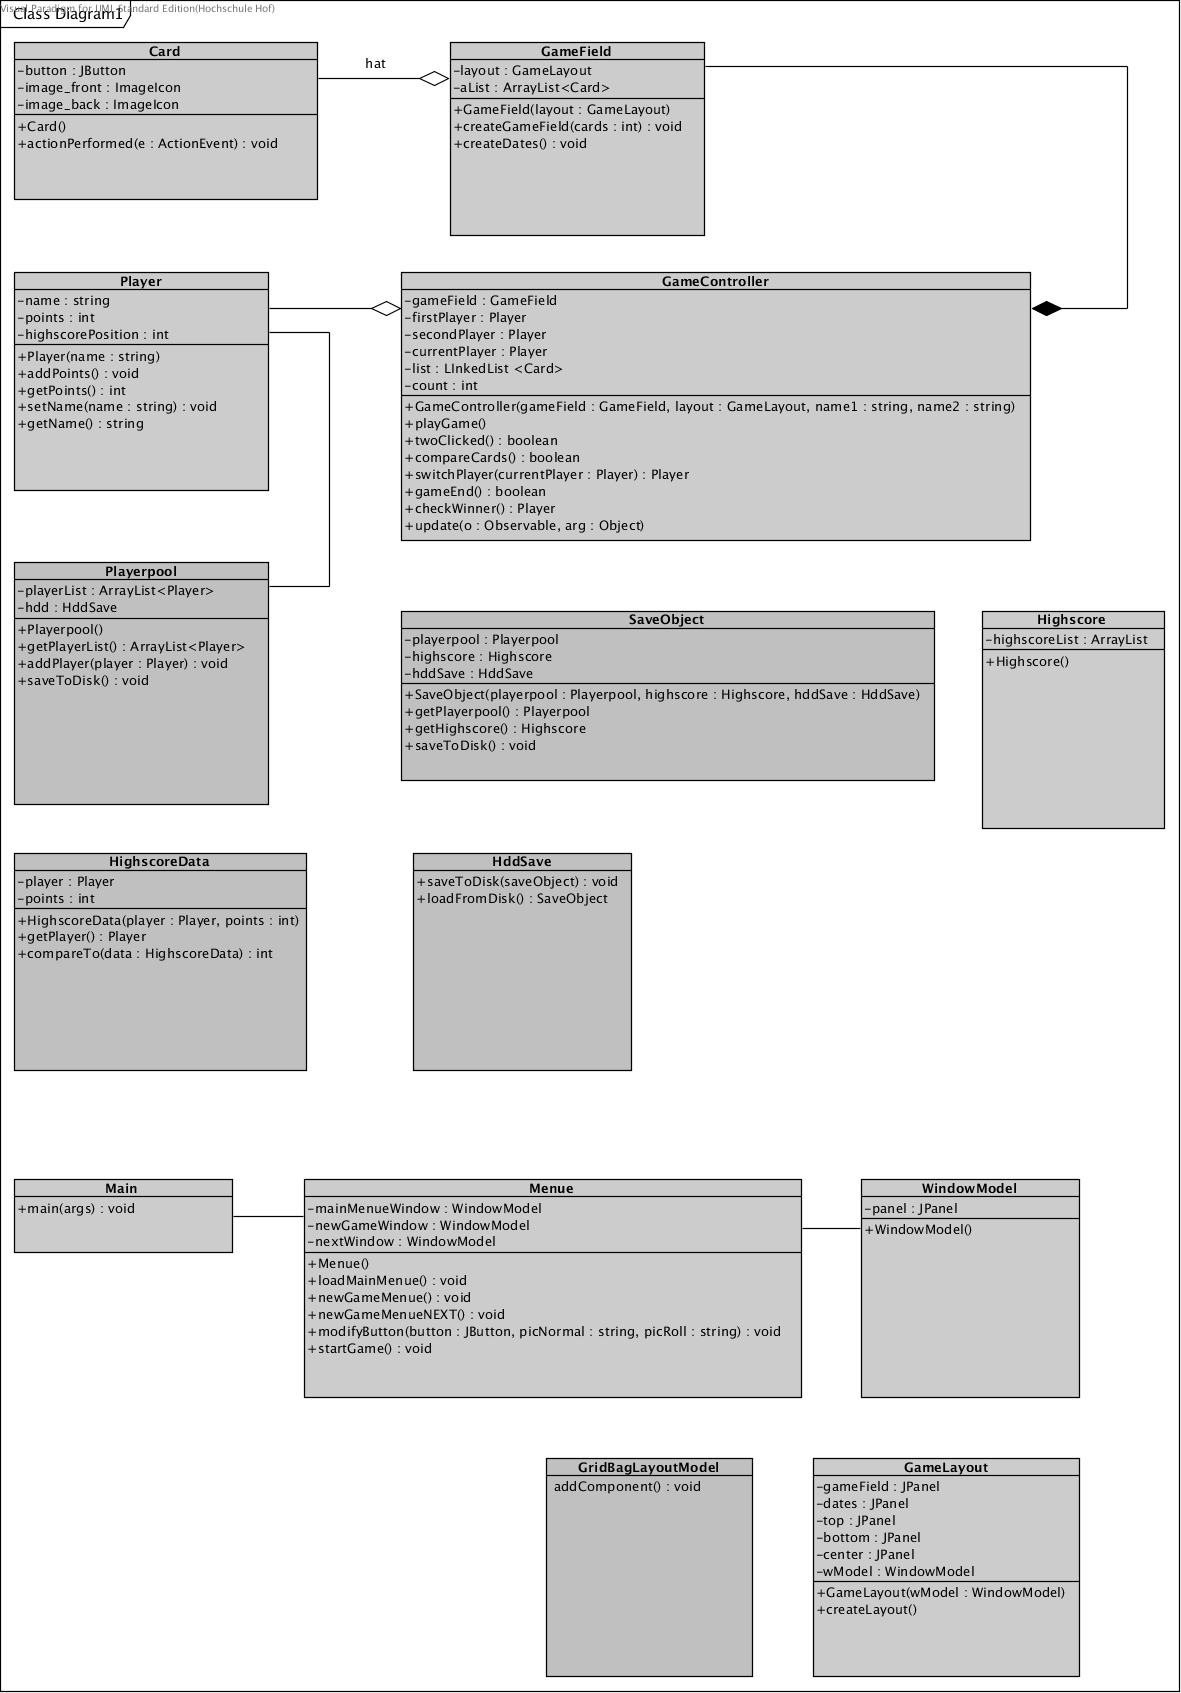 Visual Paradigm for UML Standard Edition(Hochschule Hof)
Class Diagram1
Card
-button : JButton
-image_front : ImageIcon
-image_back : ImageIcon
+Card()
+actionPerformed(e : ActionEvent) : void
hat
GameField
-layout : GameLayout
-aList : ArrayList<Card>
+GameField(layout : GameLayout)
+createGameField(cards : int) : void
+createDates() : void
Player
-name : string
-points : int
-highscorePosition : int
+Player(name : string)
+addPoints() : void
+getPoints() : int
+setName(name : string) : void
+getName() : string
GameController
-gameField : GameField
-firstPlayer : Player
-secondPlayer : Player
-currentPlayer : Player
-list : LInkedList <Card>
-count : int
+GameController(gameField : GameField, layout : GameLayout, name1 : string, name2 : string)
+playGame()
+twoClicked() : boolean
+compareCards() : boolean
+switchPlayer(currentPlayer : Player) : Player
+gameEnd() : boolean
+checkWinner() : Player
+update(o : Observable, arg : Object)
Playerpool
-playerList : ArrayList<Player>
-hdd : HddSave
+Playerpool()
+getPlayerList() : ArrayList<Player>
+addPlayer(player : Player) : void
+saveToDisk() : void
SaveObject
-playerpool : Playerpool
-highscore : Highscore
-hddSave : HddSave
+SaveObject(playerpool : Playerpool, highscore : Highscore, hddSave : HddSave)
+getPlayerpool() : Playerpool
+getHighscore() : Highscore
+saveToDisk() : void
Highscore
-highscoreList : ArrayList
+Highscore()
HighscoreData
-player : Player
-points : int
+HighscoreData(player : Player, points : int)
+getPlayer() : Player
+compareTo(data : HighscoreData) : int
HddSave
+saveToDisk(saveObject) : void
+loadFromDisk() : SaveObject
Main
+main(args) : void
Menue
-mainMenueWindow : WindowModel
-newGameWindow : WindowModel
-nextWindow : WindowModel
+Menue()
+loadMainMenue() : void
+newGameMenue() : void
+newGameMenueNEXT() : void
+modifyButton(button : JButton, picNormal : string, picRoll : string) : void
+startGame() : void
WindowModel
-panel : JPanel
+WindowModel()
GridBagLayoutModel
addComponent() : void
GameLayout
-gameField : JPanel
-dates : JPanel
-top : JPanel
-bottom : JPanel
-center : JPanel
-wModel : WindowModel
+GameLayout(wModel : WindowModel)
+createLayout()